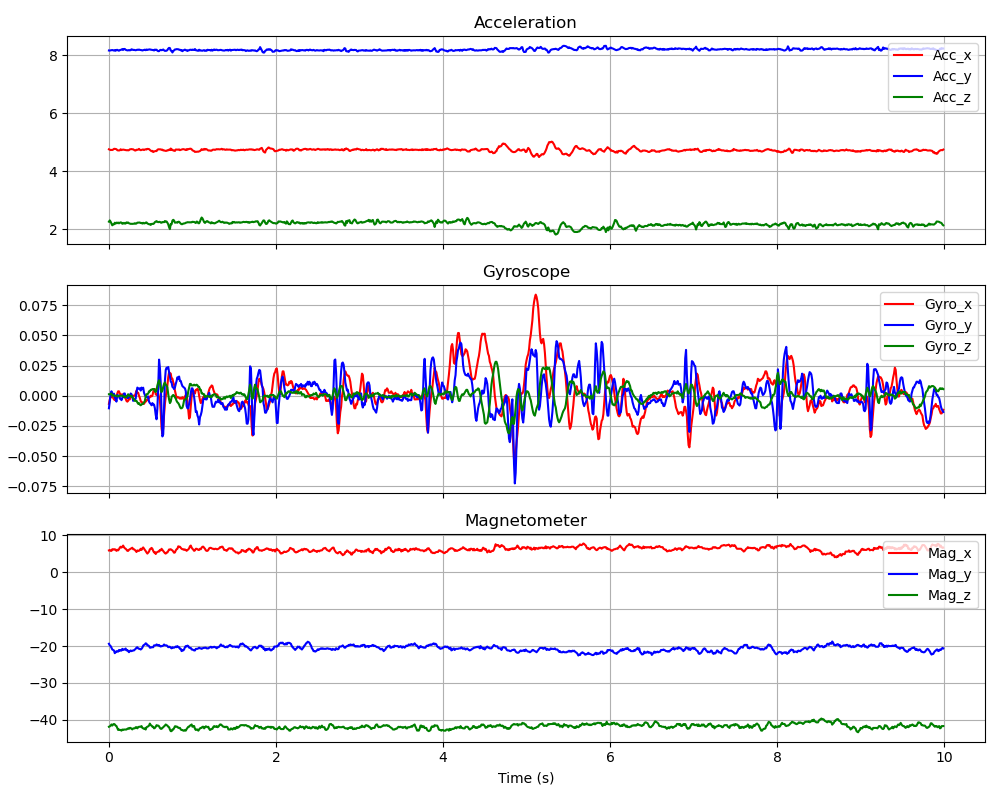 Acceleration
8
6
4
2
Acc_x
Acc_y
Acc_z
Gyroscope
0.075
0.050
0.025
0.000
−0.025
−0.050
−0.075
Gyro_x
Gyro_y
Gyro_z
Magnetometer
10
0
−10
−20
−30
−40
Mag_x
Mag_y
Mag_z
0 2 4 6 8 10
Time (s)